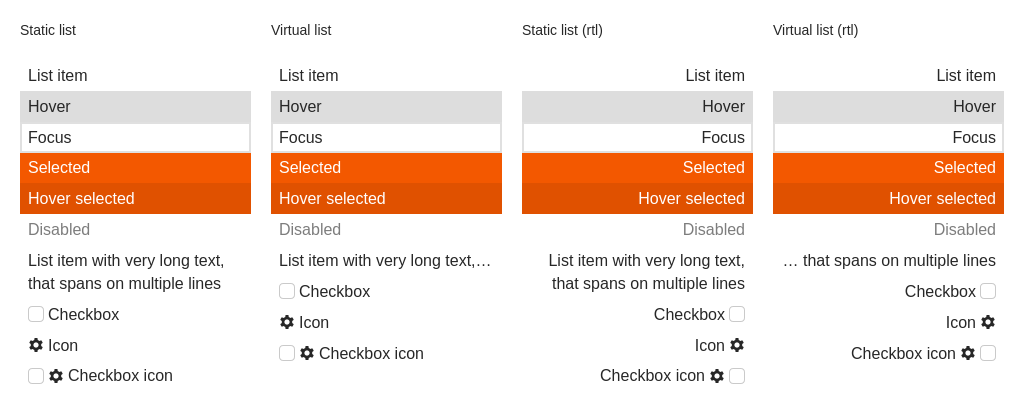 Static list
List item
Hover
Focus
Selected
Hover selected
Disabled
List item with very long text,
that spans on multiple lines
Checkbox
Icon
Checkbox icon
Virtual list
List item
Hover
Focus
Selected
Hover selected
Disabled
List item with very long text,…
Checkbox
Icon
Checkbox icon
Static list (rtl)
List item
Hover
Focus
Selected
Hover selected
Disabled
List item with very long text,
that spans on multiple lines
Checkbox
Icon
Checkbox icon
Virtual list (rtl)
List item
Hover
Focus
Selected
Hover selected
Disabled
… that spans on multiple lines
Checkbox
Icon
Checkbox icon